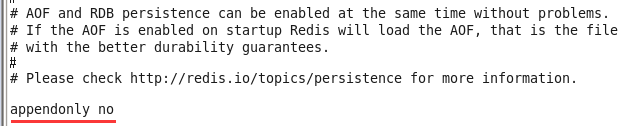 # AOF and RDB persistence can be enabled at the same time without problems.
# If the AOF is enabled on startup Redis will load the AOF, that is the file
# with the better durability guarantees.
#
# Please check http://redis.io/topics/persistence for more information.
appendonly no